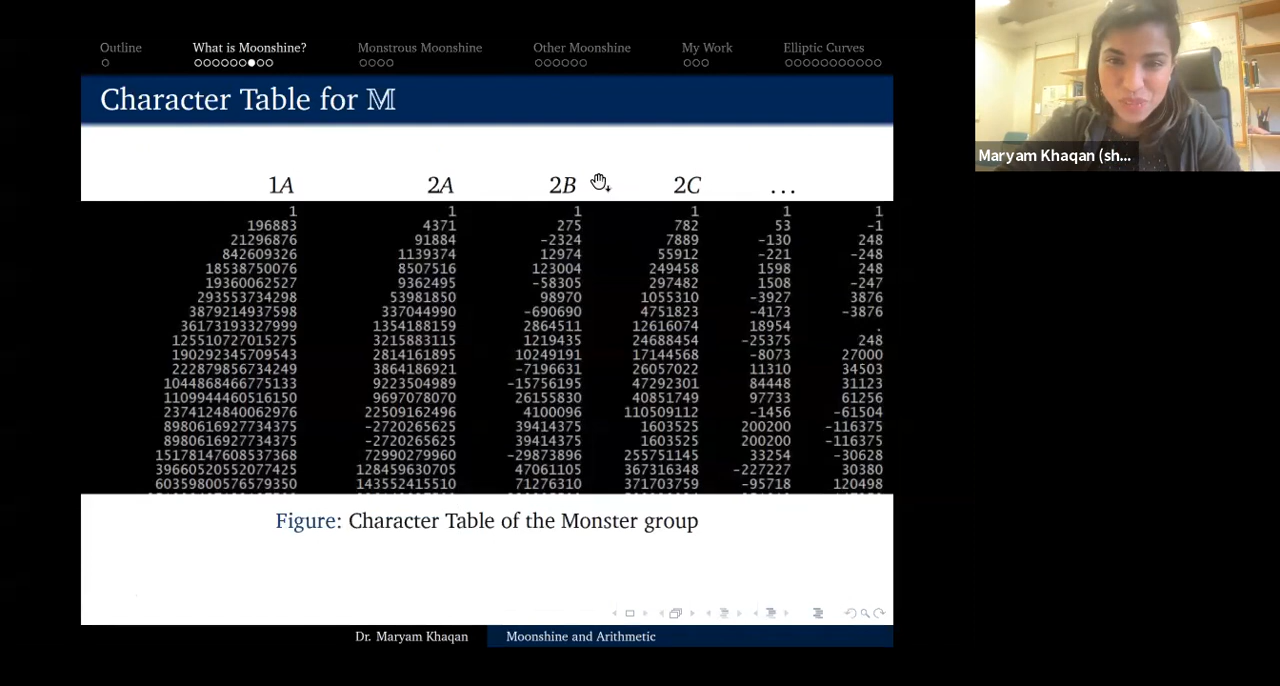 Outline What is Moonshine? Monstrous Moonshine Other Moonshine My Work Elliptic Curves
Character Table for 𝕄
1A 2A 2B 2C ...
1 1 1 1 1 1
196883 4371 275 782 53 -1
21296876 91884 -2324 7889 -130 248
842609326 1139374 12974 55912 -221 -248
18538750076 8507516 123004 249458 1598 248
19360062527 9362495 -58305 297482 1508 -247
293553734298 53981850 98970 1055310 -3927 3876
3879214937598 337044990 -690690 4751823 -4173 -3876
36173193327999 1354188159 2864511 12616074 18954 .
125510727015275 3215883115 1219435 24688454 -25375 248
190292345709543 2814161895 10249191 17144568 -8073 27000
222879856734249 3864186921 -7196631 26057022 11310 34503
1044868466775133 9223504989 -15756195 47292301 84448 31123
1109944460516150 9697078070 26155830 40851749 97733 61256
2374124840062976 22509162496 4100096 110509112 -1456 -61504
8980616927734375 -2720265625 39414375 1603525 200200 -116375
8980616927734375 -2720265625 39414375 1603525 200200 -116375
15178147608537368 72990279960 -29873896 255751145 33254 -30628
39660520552077425 128459630705 47061105 367316348 -227227 30380
60359800576579350 143552415510 71276310 371703759 -95718 120498
Figure: Character Table of the Monster group
Dr. Maryam Khaqan Moonshine and Arithmetic
Maryam Khaqan (sh...